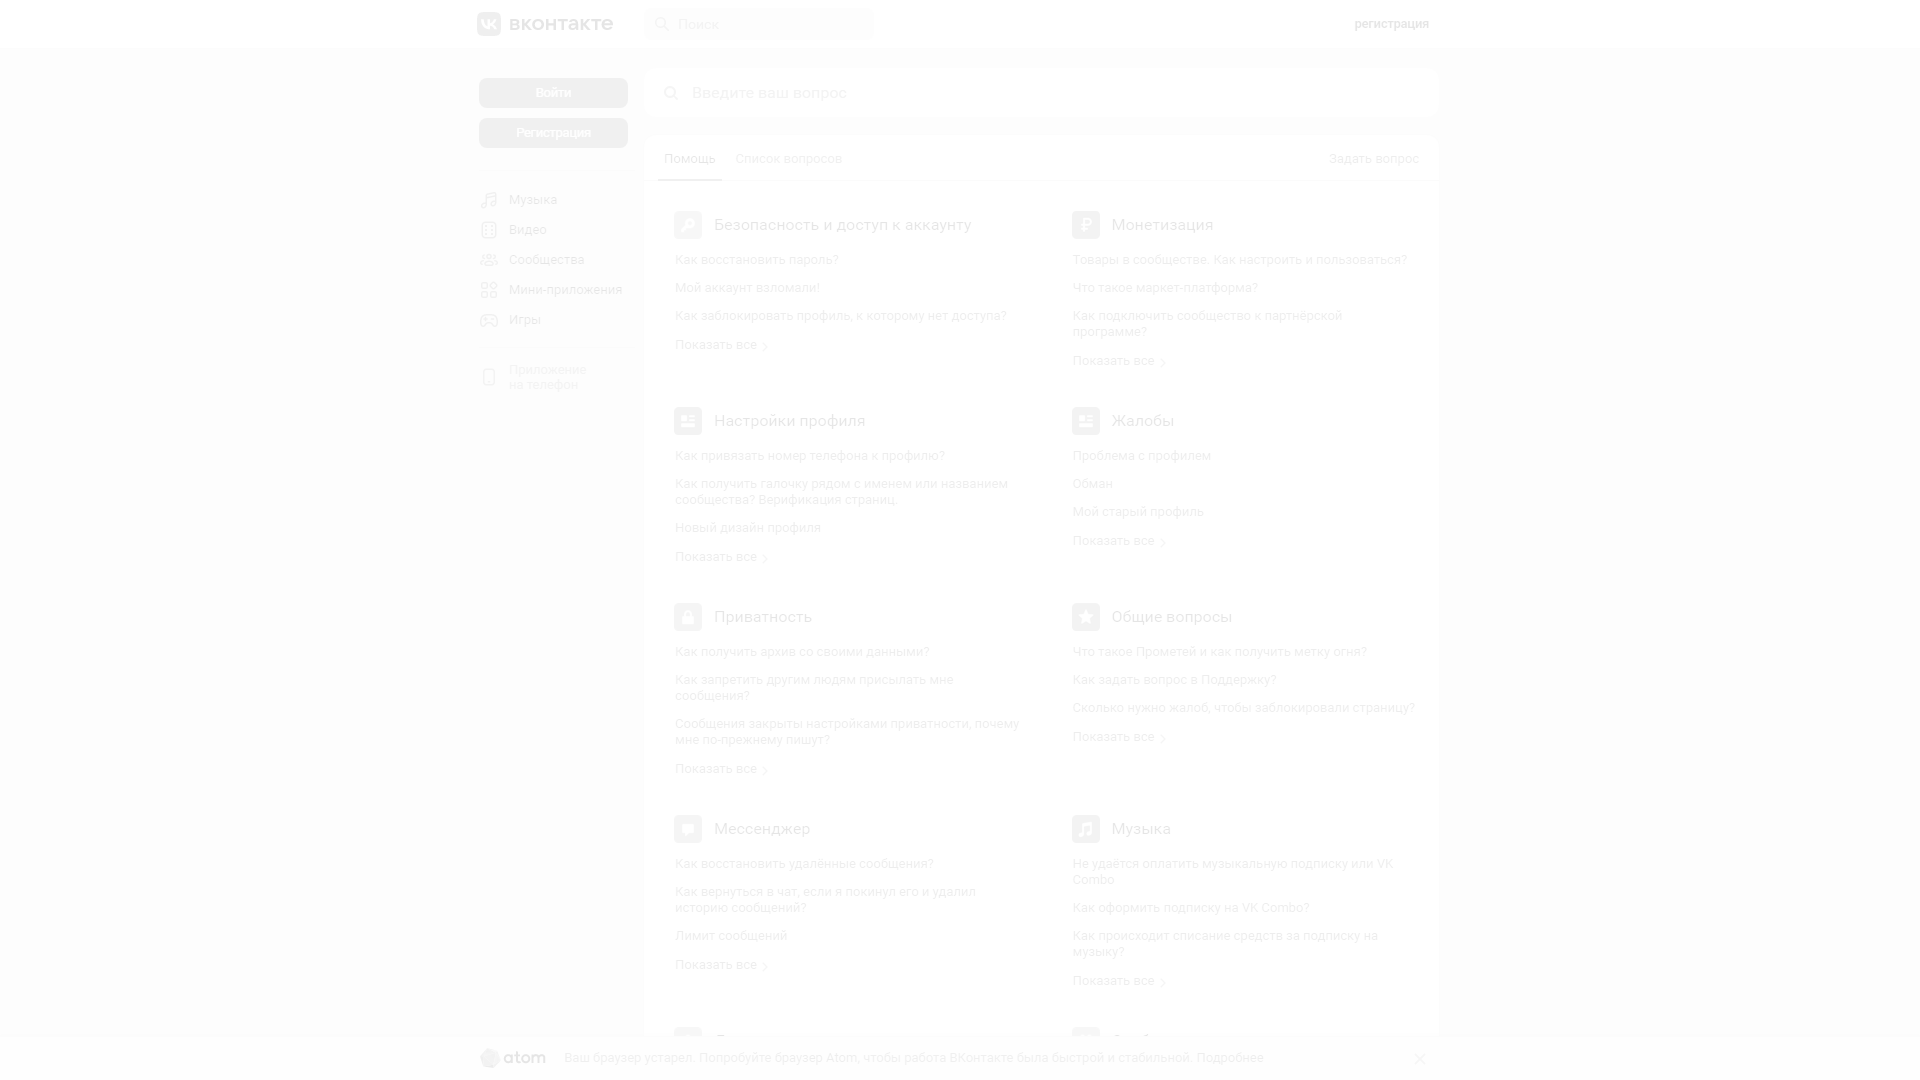 вконтакте
Поиск
регистрация
Войти
Регистрация
Музыка
Видео
Сообщества
Мини-приложения
Игры
Приложение
на телефон
Введите ваш вопрос
Помощь
Список вопросов
Задать вопрос
Безопасность и доступ к аккаунту
Как восстановить пароль?
Мой аккаунт взломали!
Как заблокировать профиль, к которому нет доступа?
Показать все
Монетизация
Товары в сообществе. Как настроить и пользоваться?
Что такое маркет-платформа?
Как подключить сообщество к партнёрской
программе?
Показать все
Настройки профиля
Как привязать номер телефона к профилю?
Как получить галочку рядом с именем или названием
сообщества? Верификация страниц.
Новый дизайн профиля
Показать все
Жалобы
Проблема с профилем
Обман
Мой старый профиль
Показать все
Приватность
Как получить архив со своими данными?
Как запретить другим людям присылать мне
сообщения?
Сообщения закрыты настройками приватности, почему
мне по-прежнему пишут?
Показать все
Общие вопросы
Что такое Прометей и как получить метку огня?
Как задать вопрос в Поддержку?
Сколько нужно жалоб, чтобы заблокировали страницу?
Показать все
Мессенджер
Как восстановить удалённые сообщения?
Как вернуться в чат, если я покинул его и удалил
историю сообщений?
Лимит сообщений
Показать все
Музыка
Не удаётся оплатить музыкальную подписку или VK
Combo
Как оформить подписку на VK Combo?
Как происходит списание средств за подписку на
музыку?
Показать все
atom
Ваш браузер устарел. Попробуйте браузер Atom, чтобы работа ВКонтакте была быстрой и стабильной. Подробнее